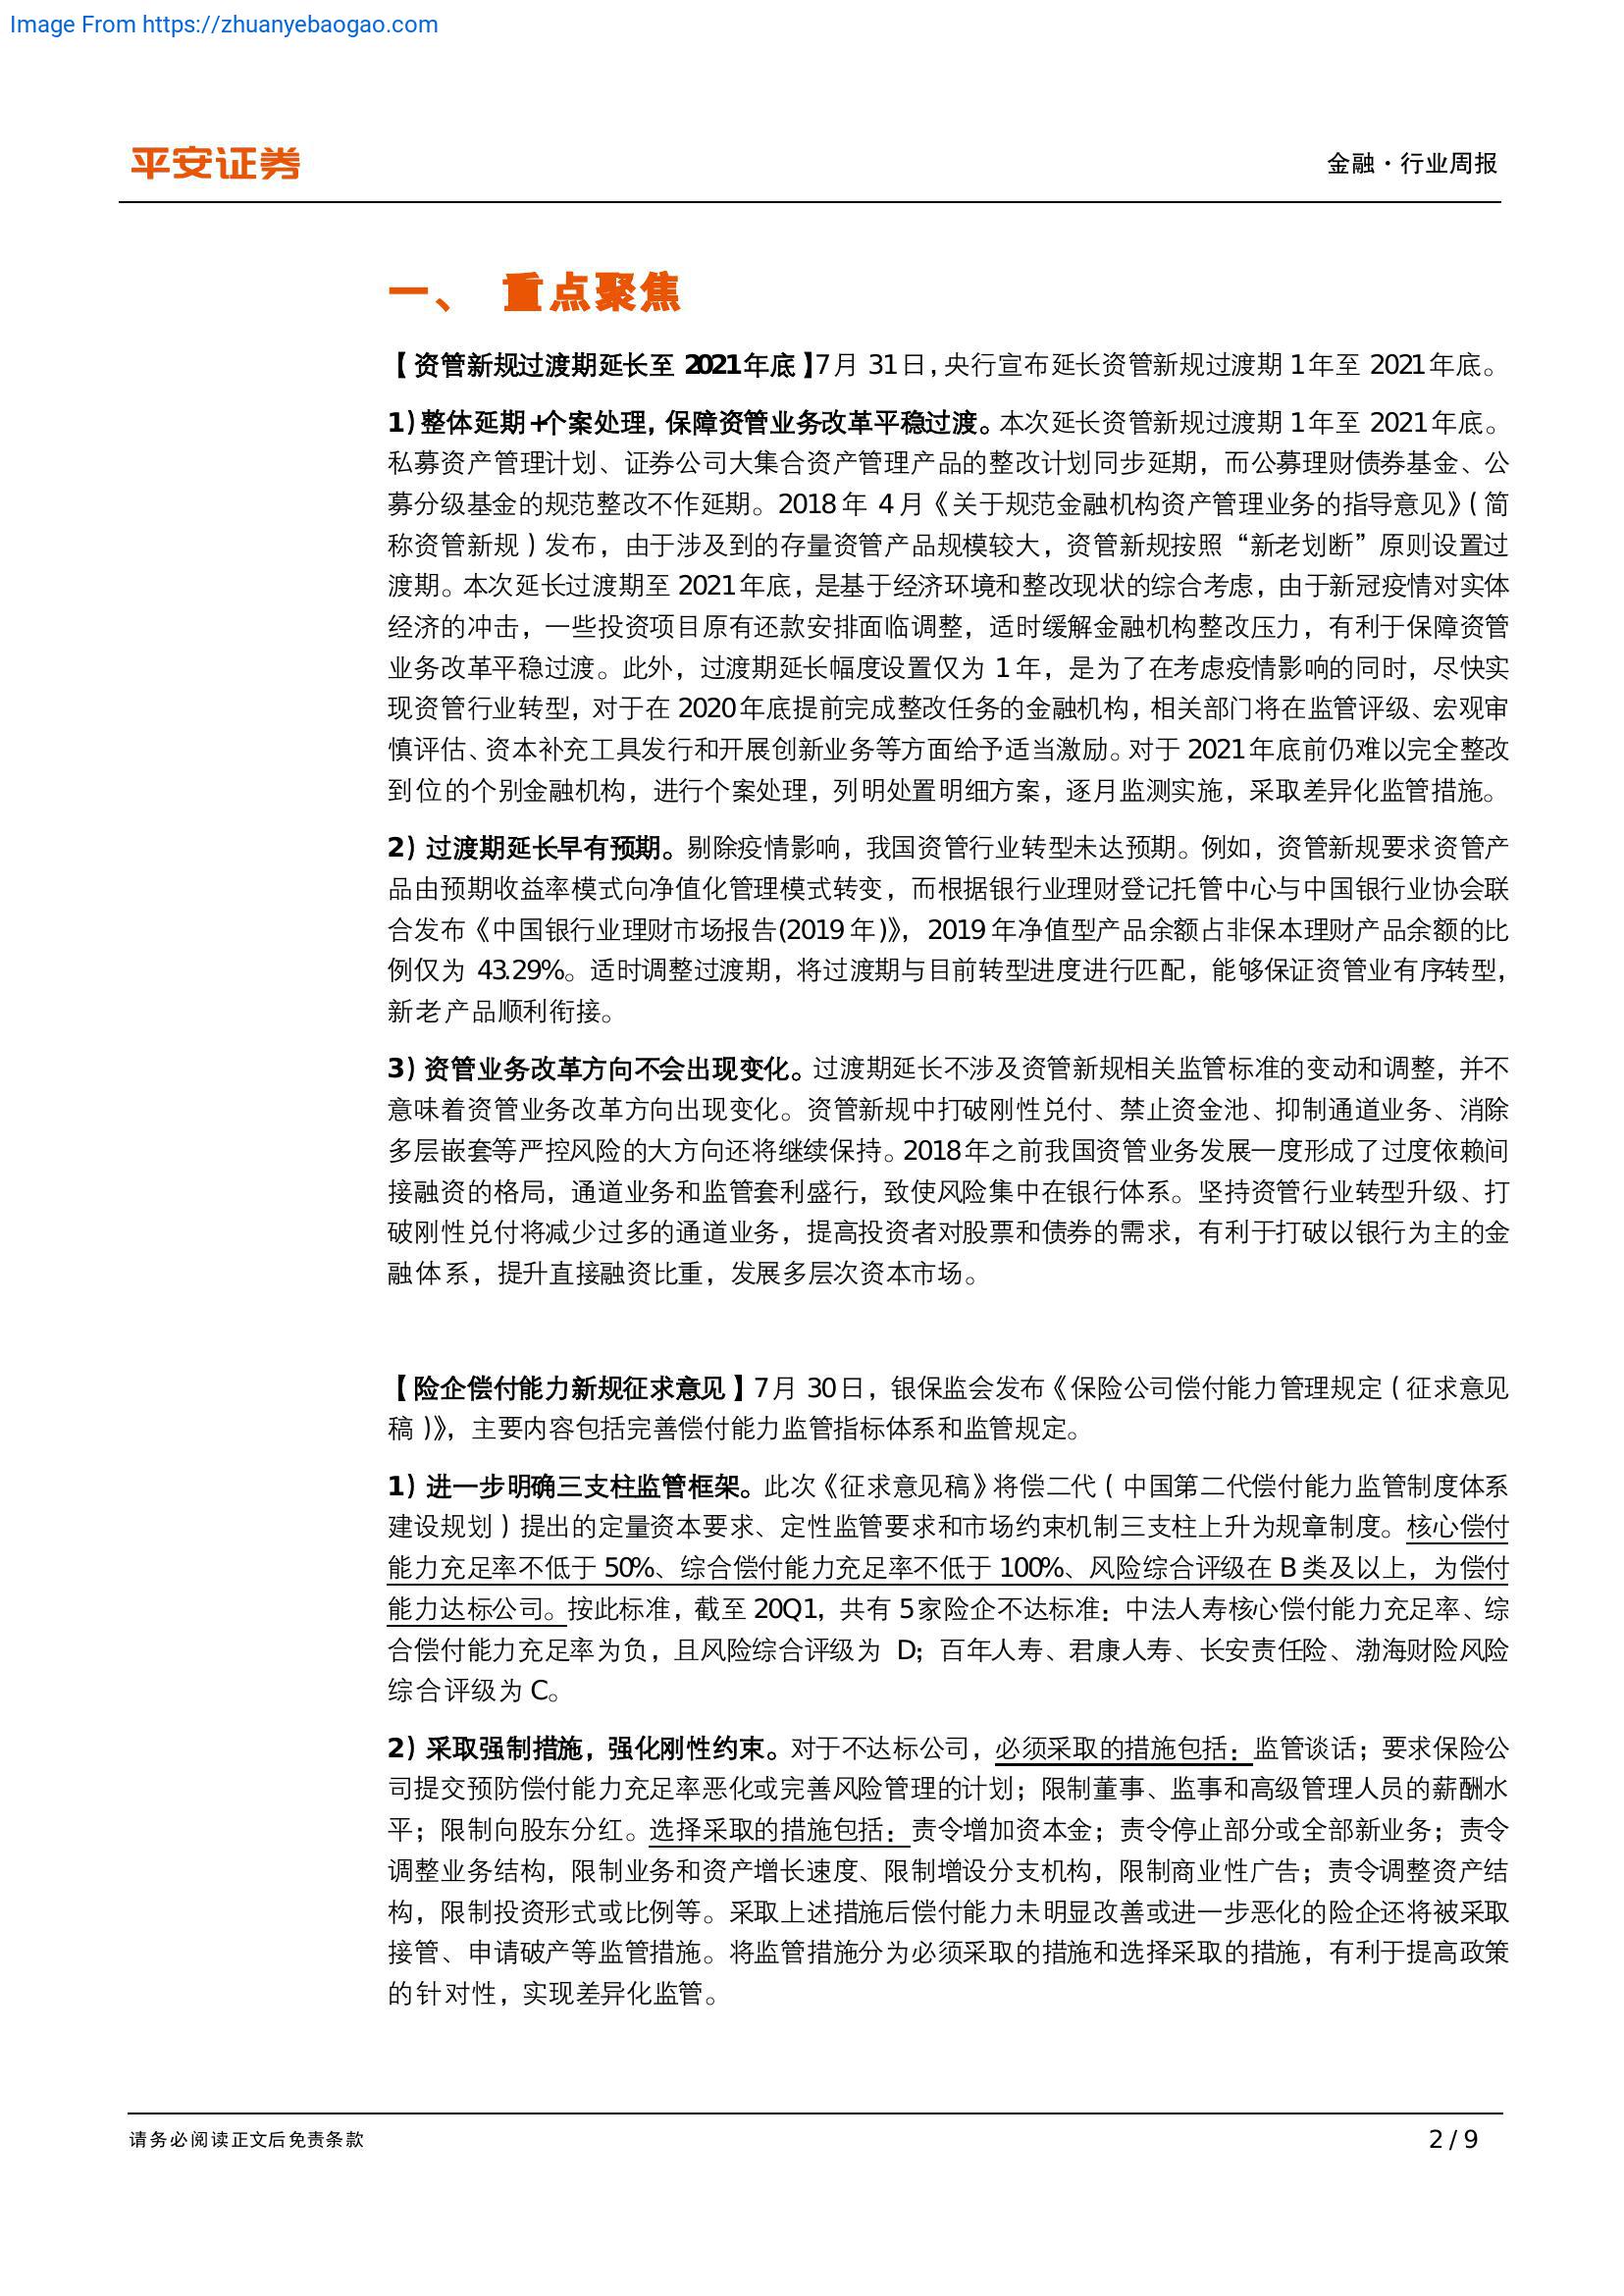 Image From https://zhuanyebaogao.com
平安证券
金融·行业周报
一、 重点聚焦
【资管新规过渡期延长至 2021年底】7月 31日，央行宣布延长资管新规过渡期 1年至 2021年底。
1）整体延期+个案处理，保障资管业务改革平稳过渡。本次延长资管新规过渡期 1年至 2021年底。
私募资产管理计划、证券公司大集合资产管理产品的整改计划同步延期，而公募理财债券基金、公
募分级基金的规范整改不作延期。2018年 4月《关于规范金融机构资产管理业务的指导意见》（简
称资管新规）发布，由于涉及到的存量资管产品规模较大，资管新规按照“新老划断”原则设置过
渡期。本次延长过渡期至 2021年底，是基于经济环境和整改现状的综合考虑，由于新冠疫情对实体
经济的冲击，一些投资项目原有还款安排面临调整，适时缓解金融机构整改压力，有利于保障资管
业务改革平稳过渡。此外，过渡期延长幅度设置仅为 1年，是为了在考虑疫情影响的同时，尽快实
现资管行业转型，对于在 2020年底提前完成整改任务的金融机构，相关部门将在监管评级、宏观审
慎评估、资本补充工具发行和开展创新业务等方面给予适当激励。对于 2021年底前仍难以完全整改
到位的个别金融机构，进行个案处理，列明处置明细方案，逐月监测实施，采取差异化监管措施。
2）过渡期延长早有预期。剔除疫情影响，我国资管行业转型未达预期。例如，资管新规要求资管产
品由预期收益率模式向净值化管理模式转变，而根据银行业理财登记托管中心与中国银行业协会联
合发布《中国银行业理财市场报告(2019年)》，2019年净值型产品余额占非保本理财产品余额的比
例仅为 43.29%。适时调整过渡期，将过渡期与目前转型进度进行匹配，能够保证资管业有序转型，
新老产品顺利衔接。
3）资管业务改革方向不会出现变化。过渡期延长不涉及资管新规相关监管标准的变动和调整，并不
意味着资管业务改革方向出现变化。资管新规中打破刚性兑付、禁止资金池、抑制通道业务、消除
多层嵌套等严控风险的大方向还将继续保持。2018年之前我国资管业务发展一度形成了过度依赖间
接融资的格局，通道业务和监管套利盛行，致使风险集中在银行体系。坚持资管行业转型升级、打
破刚性兑付将减少过多的通道业务，提高投资者对股票和债券的需求，有利于打破以银行为主的金
融体系，提升直接融资比重，发展多层次资本市场。
【险企偿付能力新规征求意见】7月 30日，银保监会发布《保险公司偿付能力管理规定（征求意见
稿）》，主要内容包括完善偿付能力监管指标体系和监管规定。
1）进一步明确三支柱监管框架。此次《征求意见稿》将偿二代（中国第二代偿付能力监管制度体系
建设规划）提出的定量资本要求、定性监管要求和市场约束机制三支柱上升为规章制度。核心偿付
能力充足率不低于 50%、综合偿付能力充足率不低于 100%、风险综合评级在 B类及以上，为偿付
能力达标公司。按此标准，截至 20Q1，共有 5家险企不达标准：中法人寿核心偿付能力充足率、综
合偿付能力充足率为负，且风险综合评级为 D；百年人寿、君康人寿、长安责任险、渤海财险风险
综合评级为 C。
2）采取强制措施，强化刚性约束。对于不达标公司，必须采取的措施包括：监管谈话；要求保险公
司提交预防偿付能力充足率恶化或完善风险管理的计划；限制董事、监事和高级管理人员的薪酬水
平；限制向股东分红。选择采取的措施包括：责令增加资本金；责令停止部分或全部新业务；责令
调整业务结构，限制业务和资产增长速度、限制增设分支机构，限制商业性广告；责令调整资产结
构，限制投资形式或比例等。采取上述措施后偿付能力未明显改善或进一步恶化的险企还将被采取
接管、申请破产等监管措施。将监管措施分为必须采取的措施和选择采取的措施，有利于提高政策
的针对性，实现差异化监管。
请务必阅读正文后免责条款
2 / 9